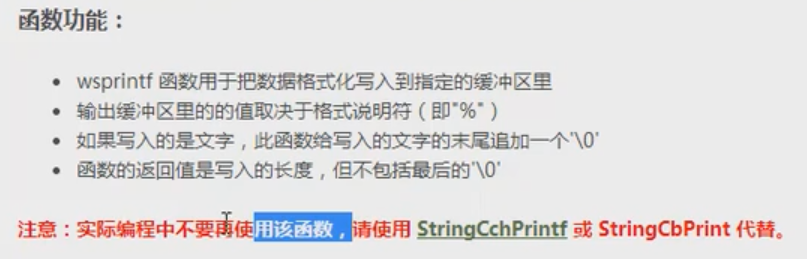 函数功能：
wsprintf 函数用于把数据格式化写入到指定的缓冲区里
输出缓冲区里的的值取决于格式说明符（即"%"）
如果写入的是文字，此函数给写入的文字的末尾追加一个'\0'
函数的返回值是写入的长度，但不包括最后的'\0'
注意：实际编程中不要再使用该函数，请使用 StringCchPrintf 或 StringCbPrint 代替。